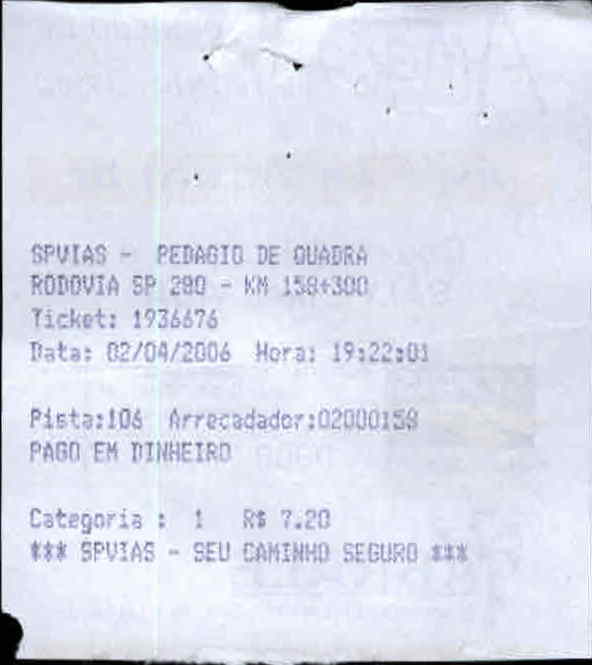 SPVIAS - PEDAGIO DE QUADRA
RODOVIA SP 280 - KM 158+300
Ticket: 1936676
Data: 02/04/2006 Hora: 19:22:01
Pista:106 Arrecadador:02000158
PAGO EM DINHEIRO
Categoria : 1 R$ 7.20
*** SPVIAS - SEU CAMINHO SEGURO ***